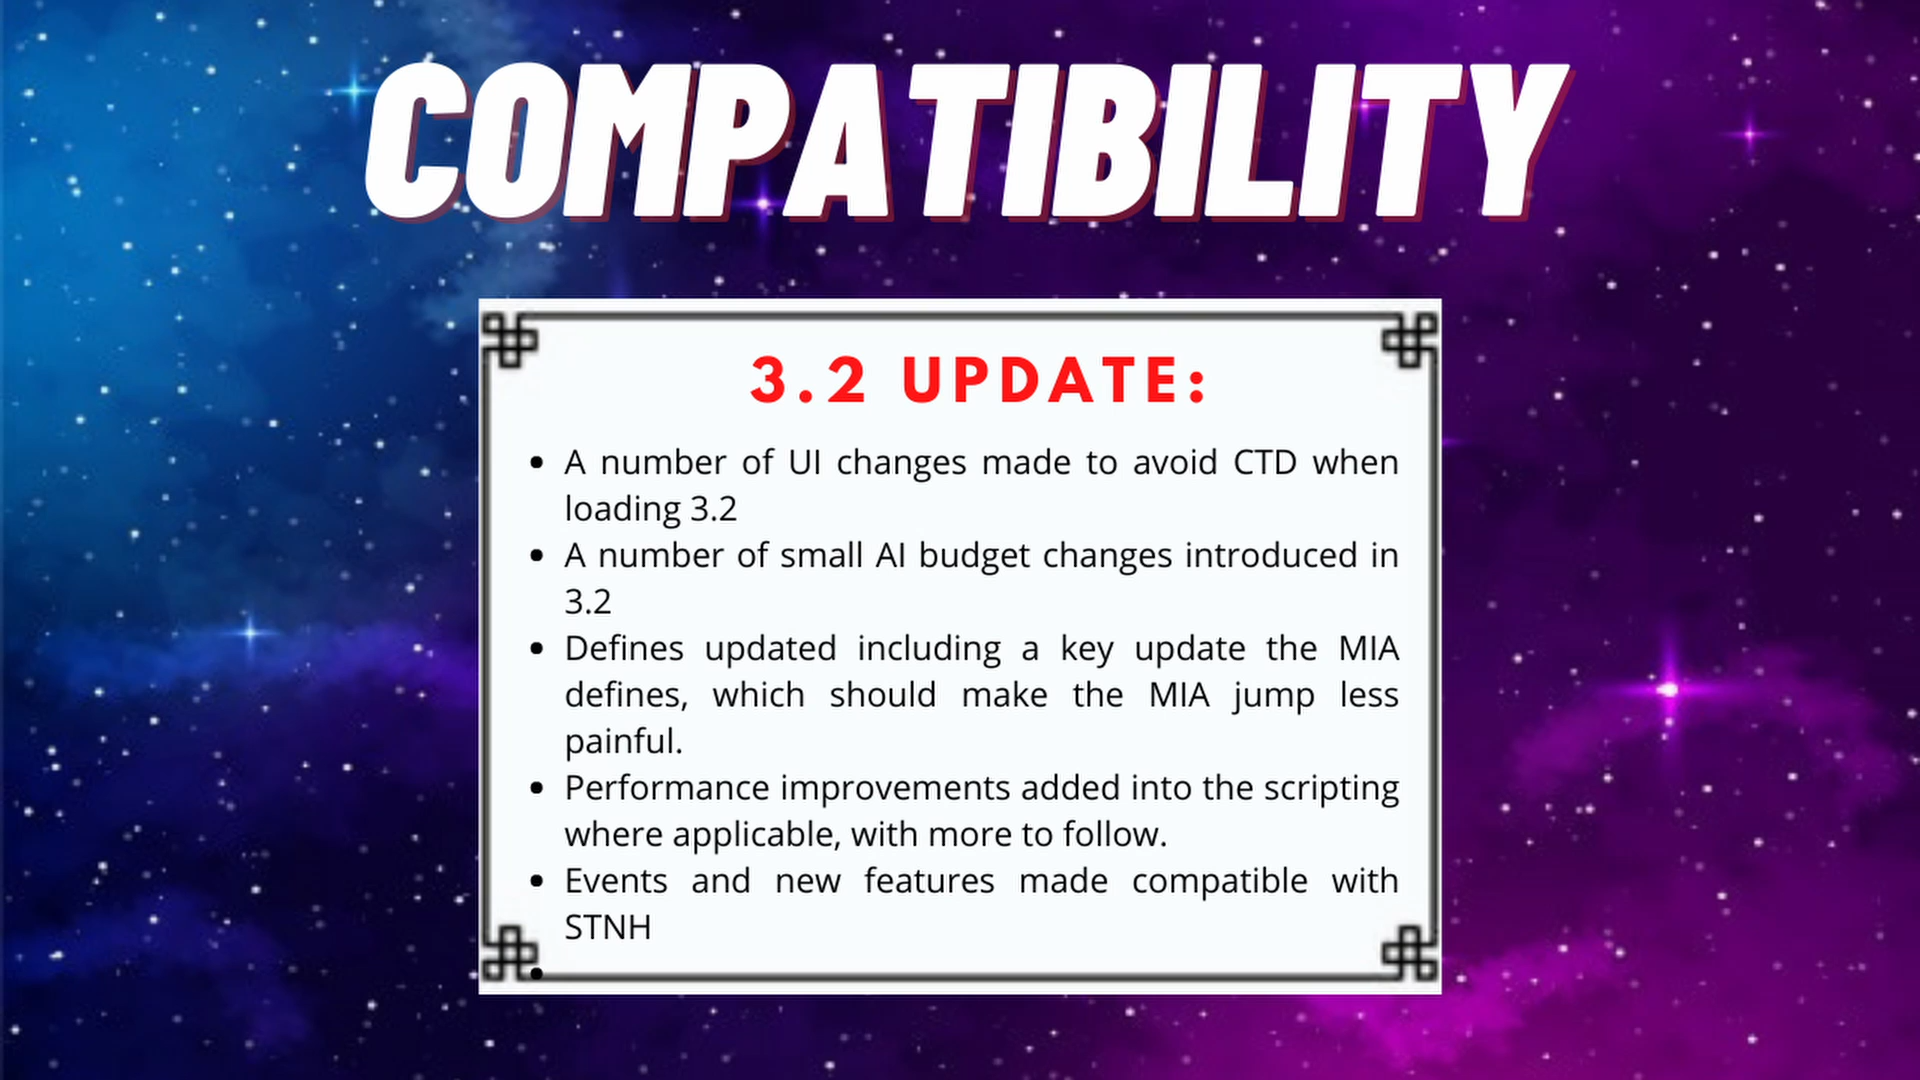 COMPATIBILITY
3.2 UPDATE:
• A number of UI changes made to avoid CTD when
loading 3.2
• A number of small AI budget changes introduced in
3.2
• Defines updated including a key update the MIA
defines, which should make the MIA jump less
painful.
• Performance improvements added into the scripting
where applicable, with more to follow.
• Events and new features made compatible with
STNH
•